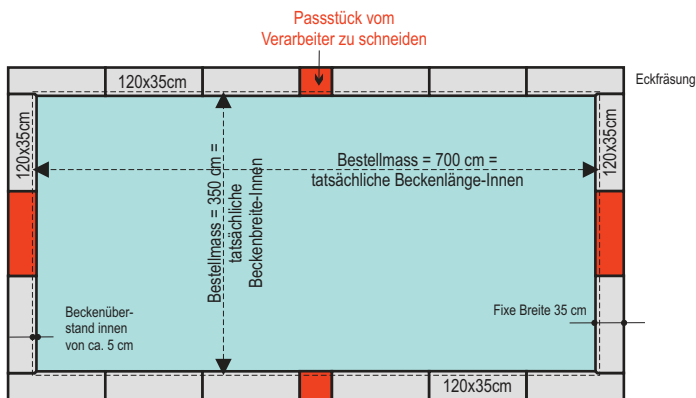 Passstück vom
Verarbeiter zu schneiden
120x35cm
Eckfräsung
120x35cm
120x35cm
Bestellmass = 700 cm =
tatsächliche Beckenlänge-Innen
Bestellmass = 350 cm =
tatsächliche
Beckenbreite-Innen
Beckenüber-
stand innen
von ca. 5 cm
Fixe Breite 35 cm
120x35cm